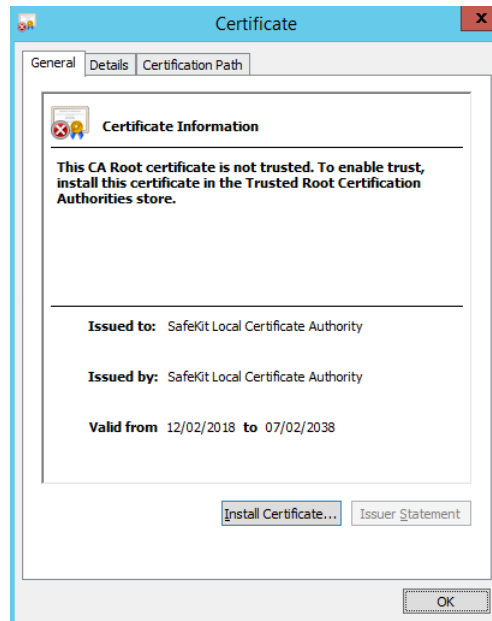 Certificate
x
General Details Certification Path
Certificate Information
This CA Root certificate is not trusted. To enable trust,
install this certificate in the Trusted Root Certification
Authorities store.
Issued to: SafeKit Local Certificate Authority
Issued by: SafeKit Local Certificate Authority
Valid from 12/02/2018 to 07/02/2038
Install Certificate... Issuer Statement
OK